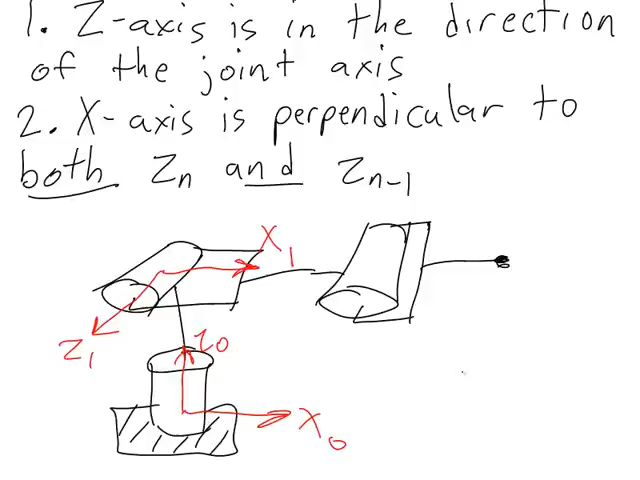 1. Z-axis is in the direction
of the joint axis
2. X-axis is perpendicular to
both Zn and Zn-1
X1
Z1
Z0
X0